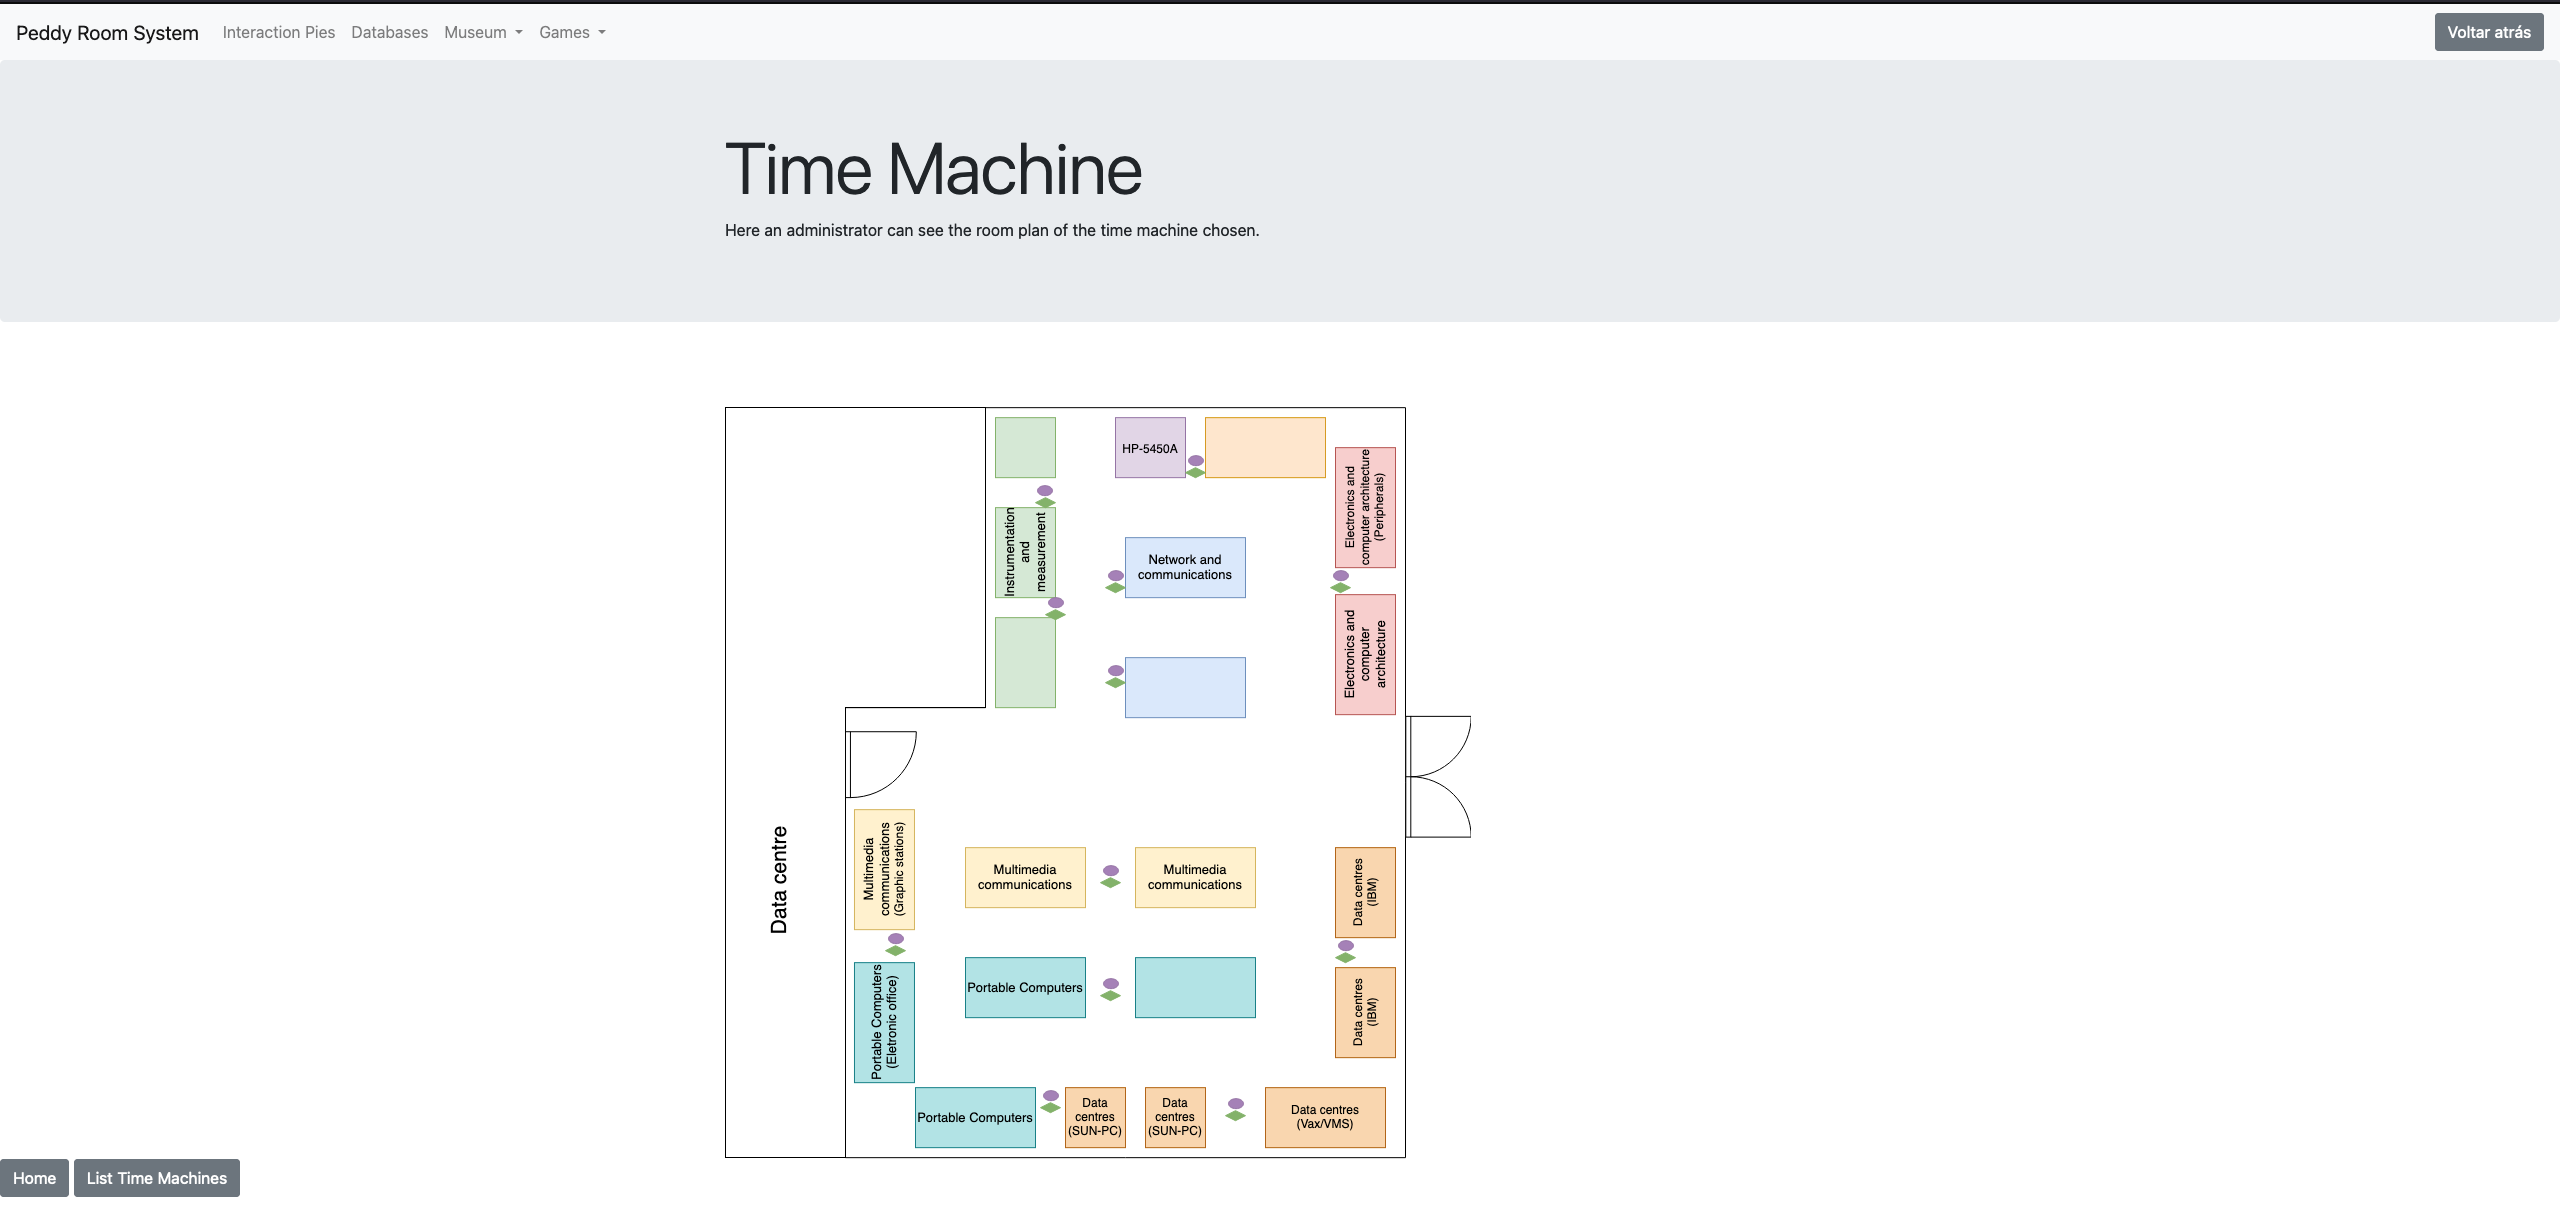 Peddy Room System Interaction Pies Databases Museum Games Voltar atrás
Time Machine
Here an administrator can see the room plan of the time machine chosen.
HP-5450A
Electronics and
computer architecture
(Peripherals)
Instrumentation
and
measurement
Network and
communications
Electronics and
computer
architecture
Data centre
Multimedia
communications
(Graphic stations)
Multimedia
communications
Multimedia
communications
Data centres
(IBM)
Portable Computers
(Eletronic office)
Portable Computers
Data centres
(IBM)
Portable Computers
Data
centres
(SUN-PC)
Data
centres
(SUN-PC)
Data centres
(Vax/VMS)
Home List Time Machines